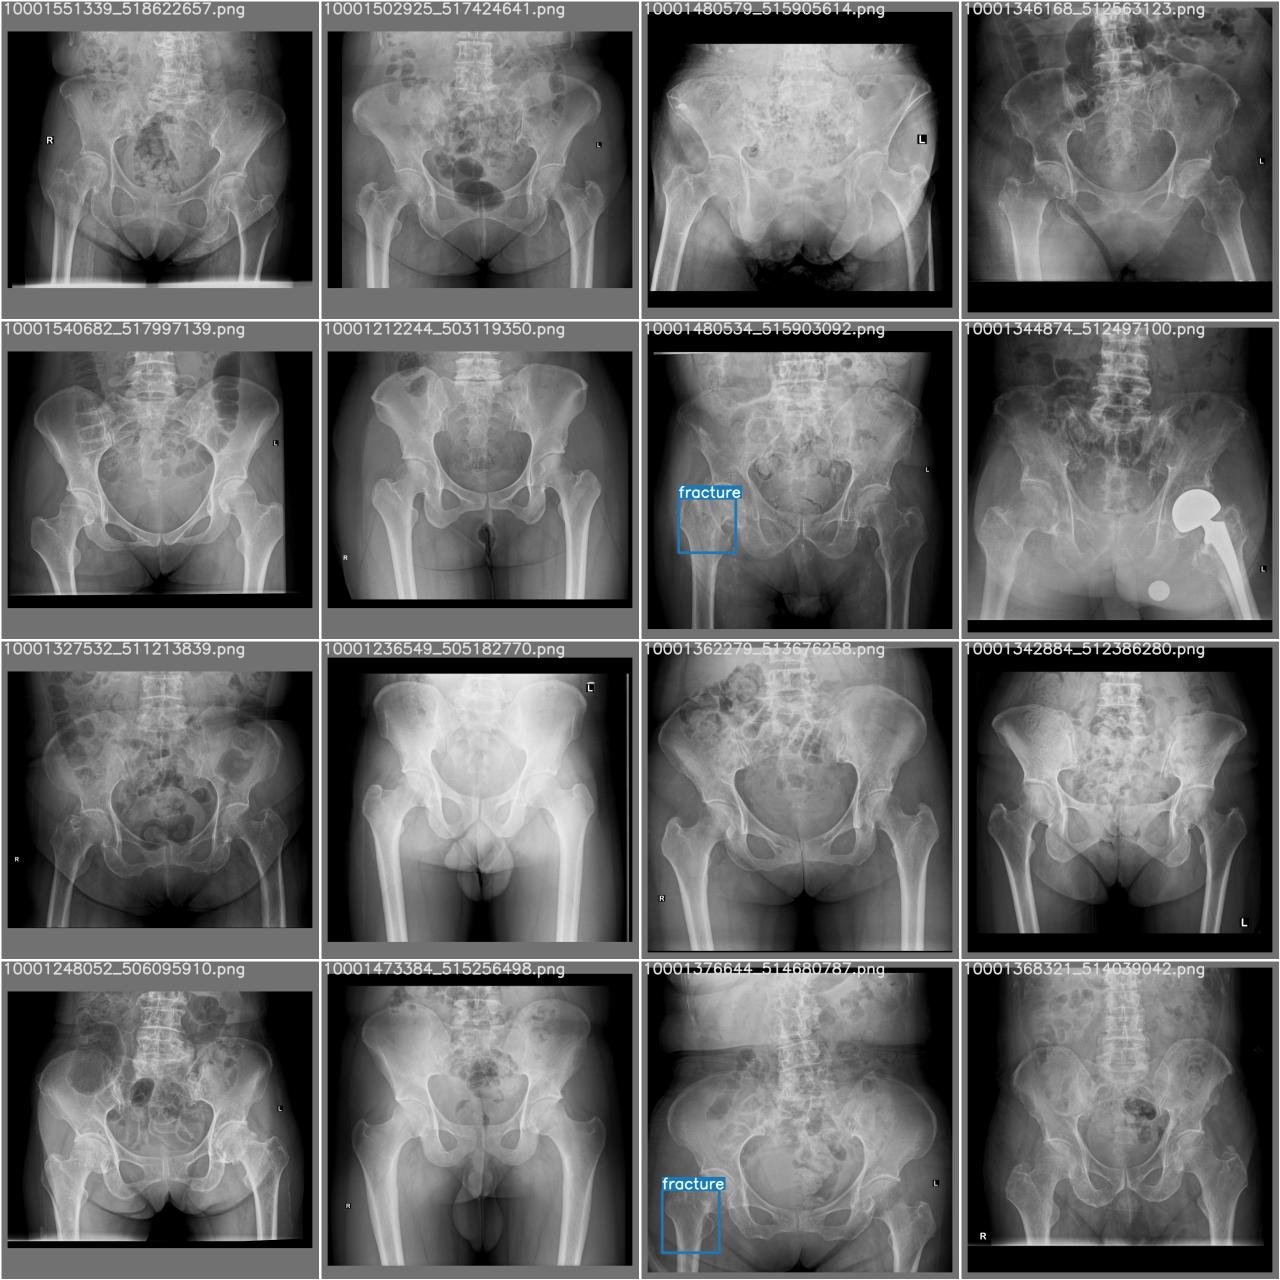 10001551339_518622657.png
10001502925_517424641.png
10001480579_515905614.png
10001346168_512563123.png
R
L
L
L
10001540682_517997139.png
10001212244_503119350.png
10001480534_515903092.png
10001344874_512497100.png
L
R
fracture
L
L
10001327532_511213839.png
10001236549_505182770.png
10001362279_513676258.png
10001342884_512386280.png
R
L
R
L
10001248052_506095910.png
10001473384_515256498.png
10001376644_514680787.png
10001368321_514039042.png
L
R
fracture
L
R